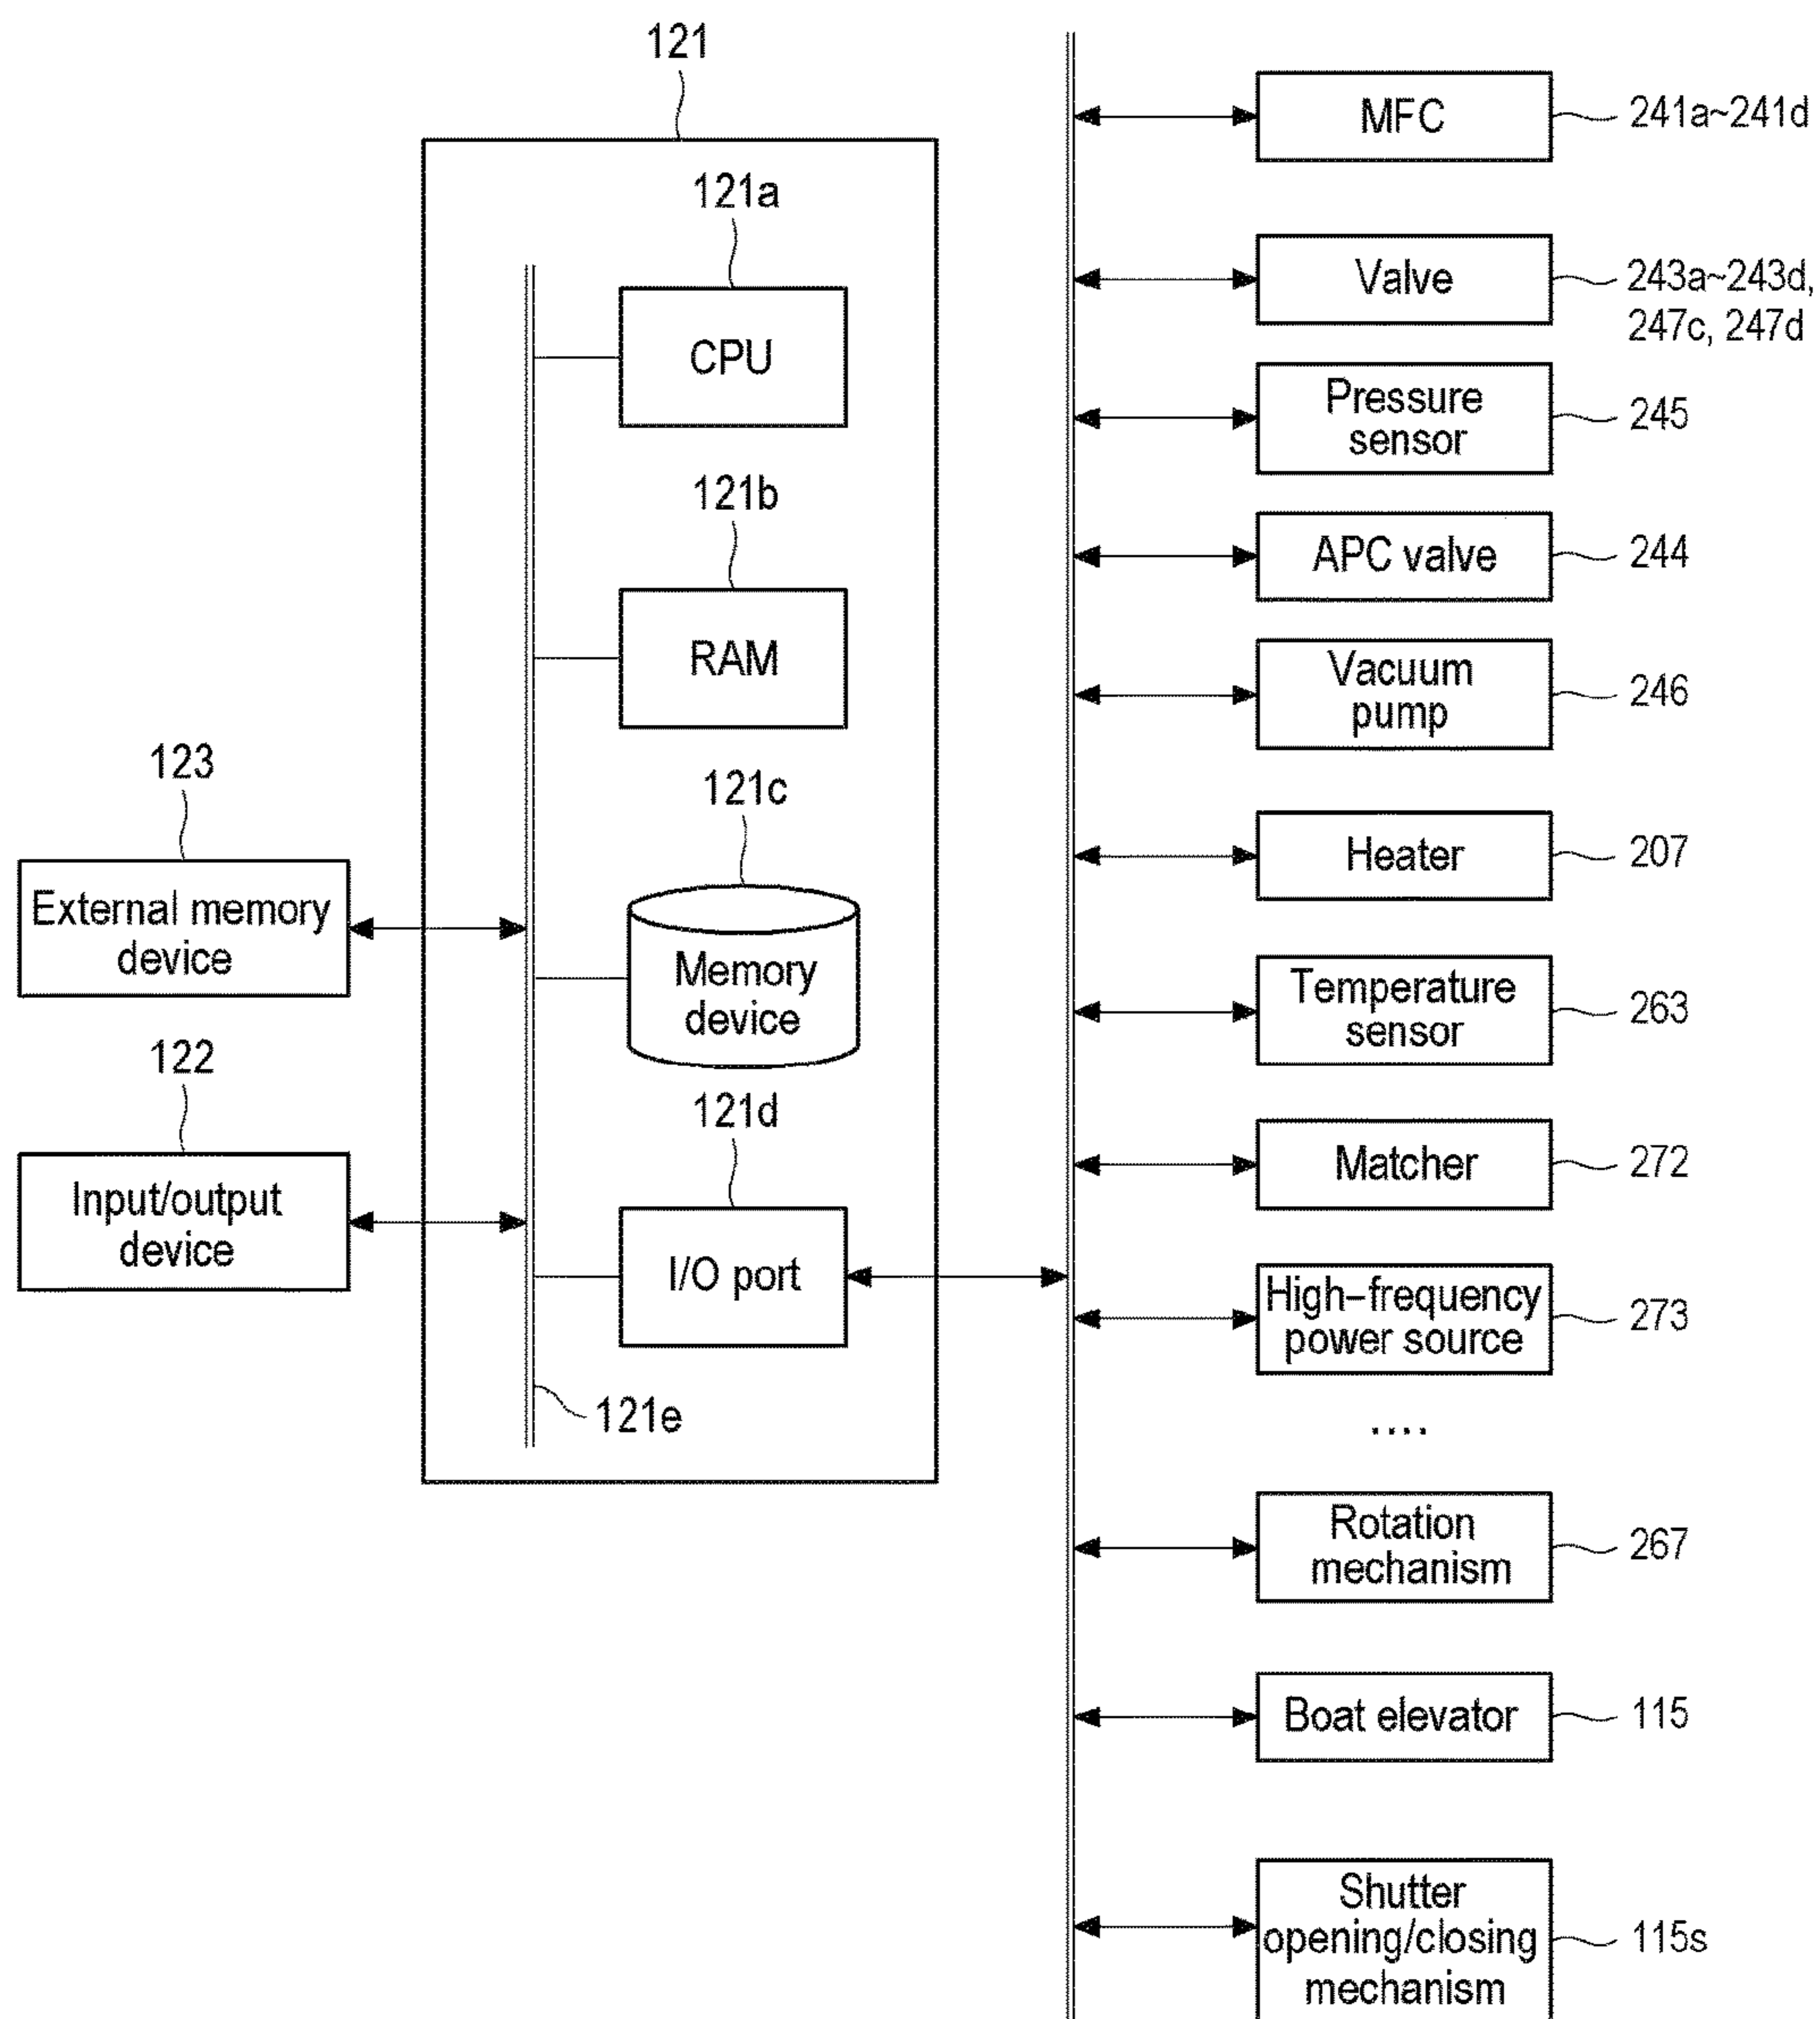 121
121a
CPU
121b
RAM
121c
Memory
device
121d
I/O port
121e
123
External memory
device
122
Input/output
device
MFC
241a~241d
Valve
243a~243d,
247c, 247d
Pressure
sensor
245
APC valve
244
Vacuum
pump
246
Heater
207
Temperature
sensor
263
Matcher
272
High-frequency
power source
273
....
Rotation
mechanism
267
Boat elevator
115
Shutter
opening/closing
mechanism
115s